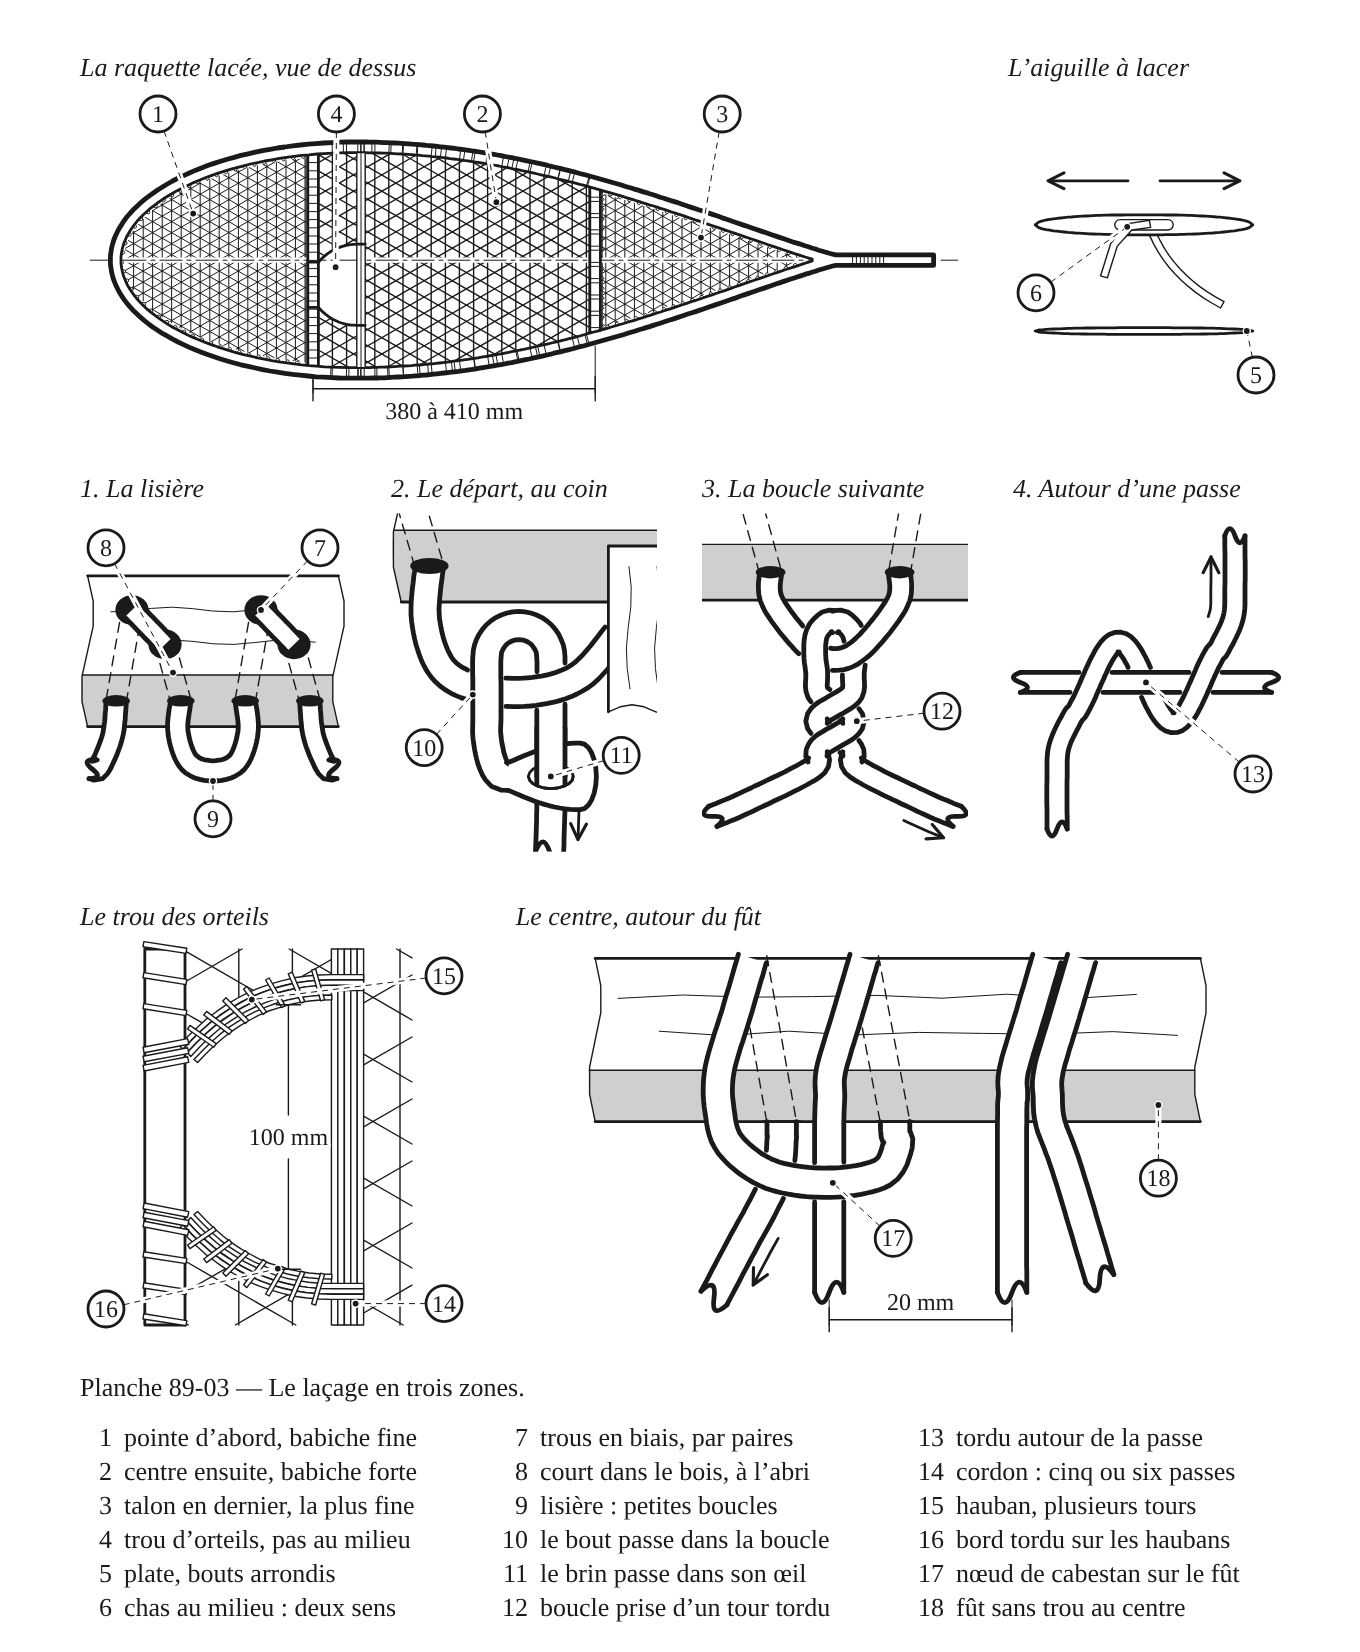 La raquette lacée, vue de dessus
L’aiguille à lacer
1
4
2
3
6
5
380 à 410 mm
1. La lisière
2. Le départ, au coin
3. La boucle suivante
4. Autour d’une passe
8
7
9
10
11
12
13
Le trou des orteils
Le centre, autour du fût
15
100 mm
16
14
17
18
20 mm
Planche 89-03 — Le laçage en trois zones.
1 pointe d’abord, babiche fine
2 centre ensuite, babiche forte
3 talon en dernier, la plus fine
4 trou d’orteils, pas au milieu
5 plate, bouts arrondis
6 chas au milieu : deux sens
7 trous en biais, par paires
8 court dans le bois, à l’abri
9 lisière : petites boucles
10 le bout passe dans la boucle
11 le brin passe dans son œil
12 boucle prise d’un tour tordu
13 tordu autour de la passe
14 cordon : cinq ou six passes
15 hauban, plusieurs tours
16 bord tordu sur les haubans
17 nœud de cabestan sur le fût
18 fût sans trou au centre